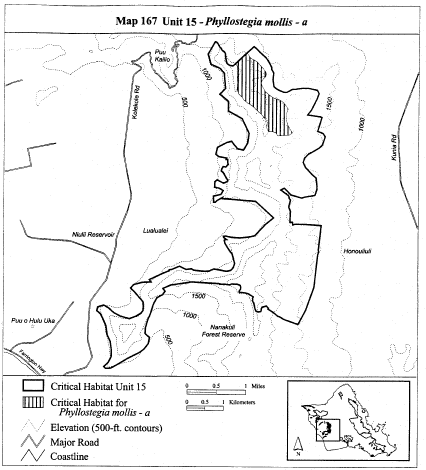 Map 167 Unit 15 - Phyllostegia mollis - a
Puu
Kailio
1000
500
1500
1000
Kolekole Rd
Kunia Rd
Niulii Reservoir
Lualualei
Honouliuli
1500
1000
500
Puu o Hulu Uka
Nanakuli
Forest Reserve
Farrington Hwy
Critical Habitat Unit 15
Critical Habitat for
Phyllostegia mollis - a
Elevation (500-ft. contours)
Major Road
Coastline
0 0.5 1 Miles
0 0.5 1 Kilometers
N